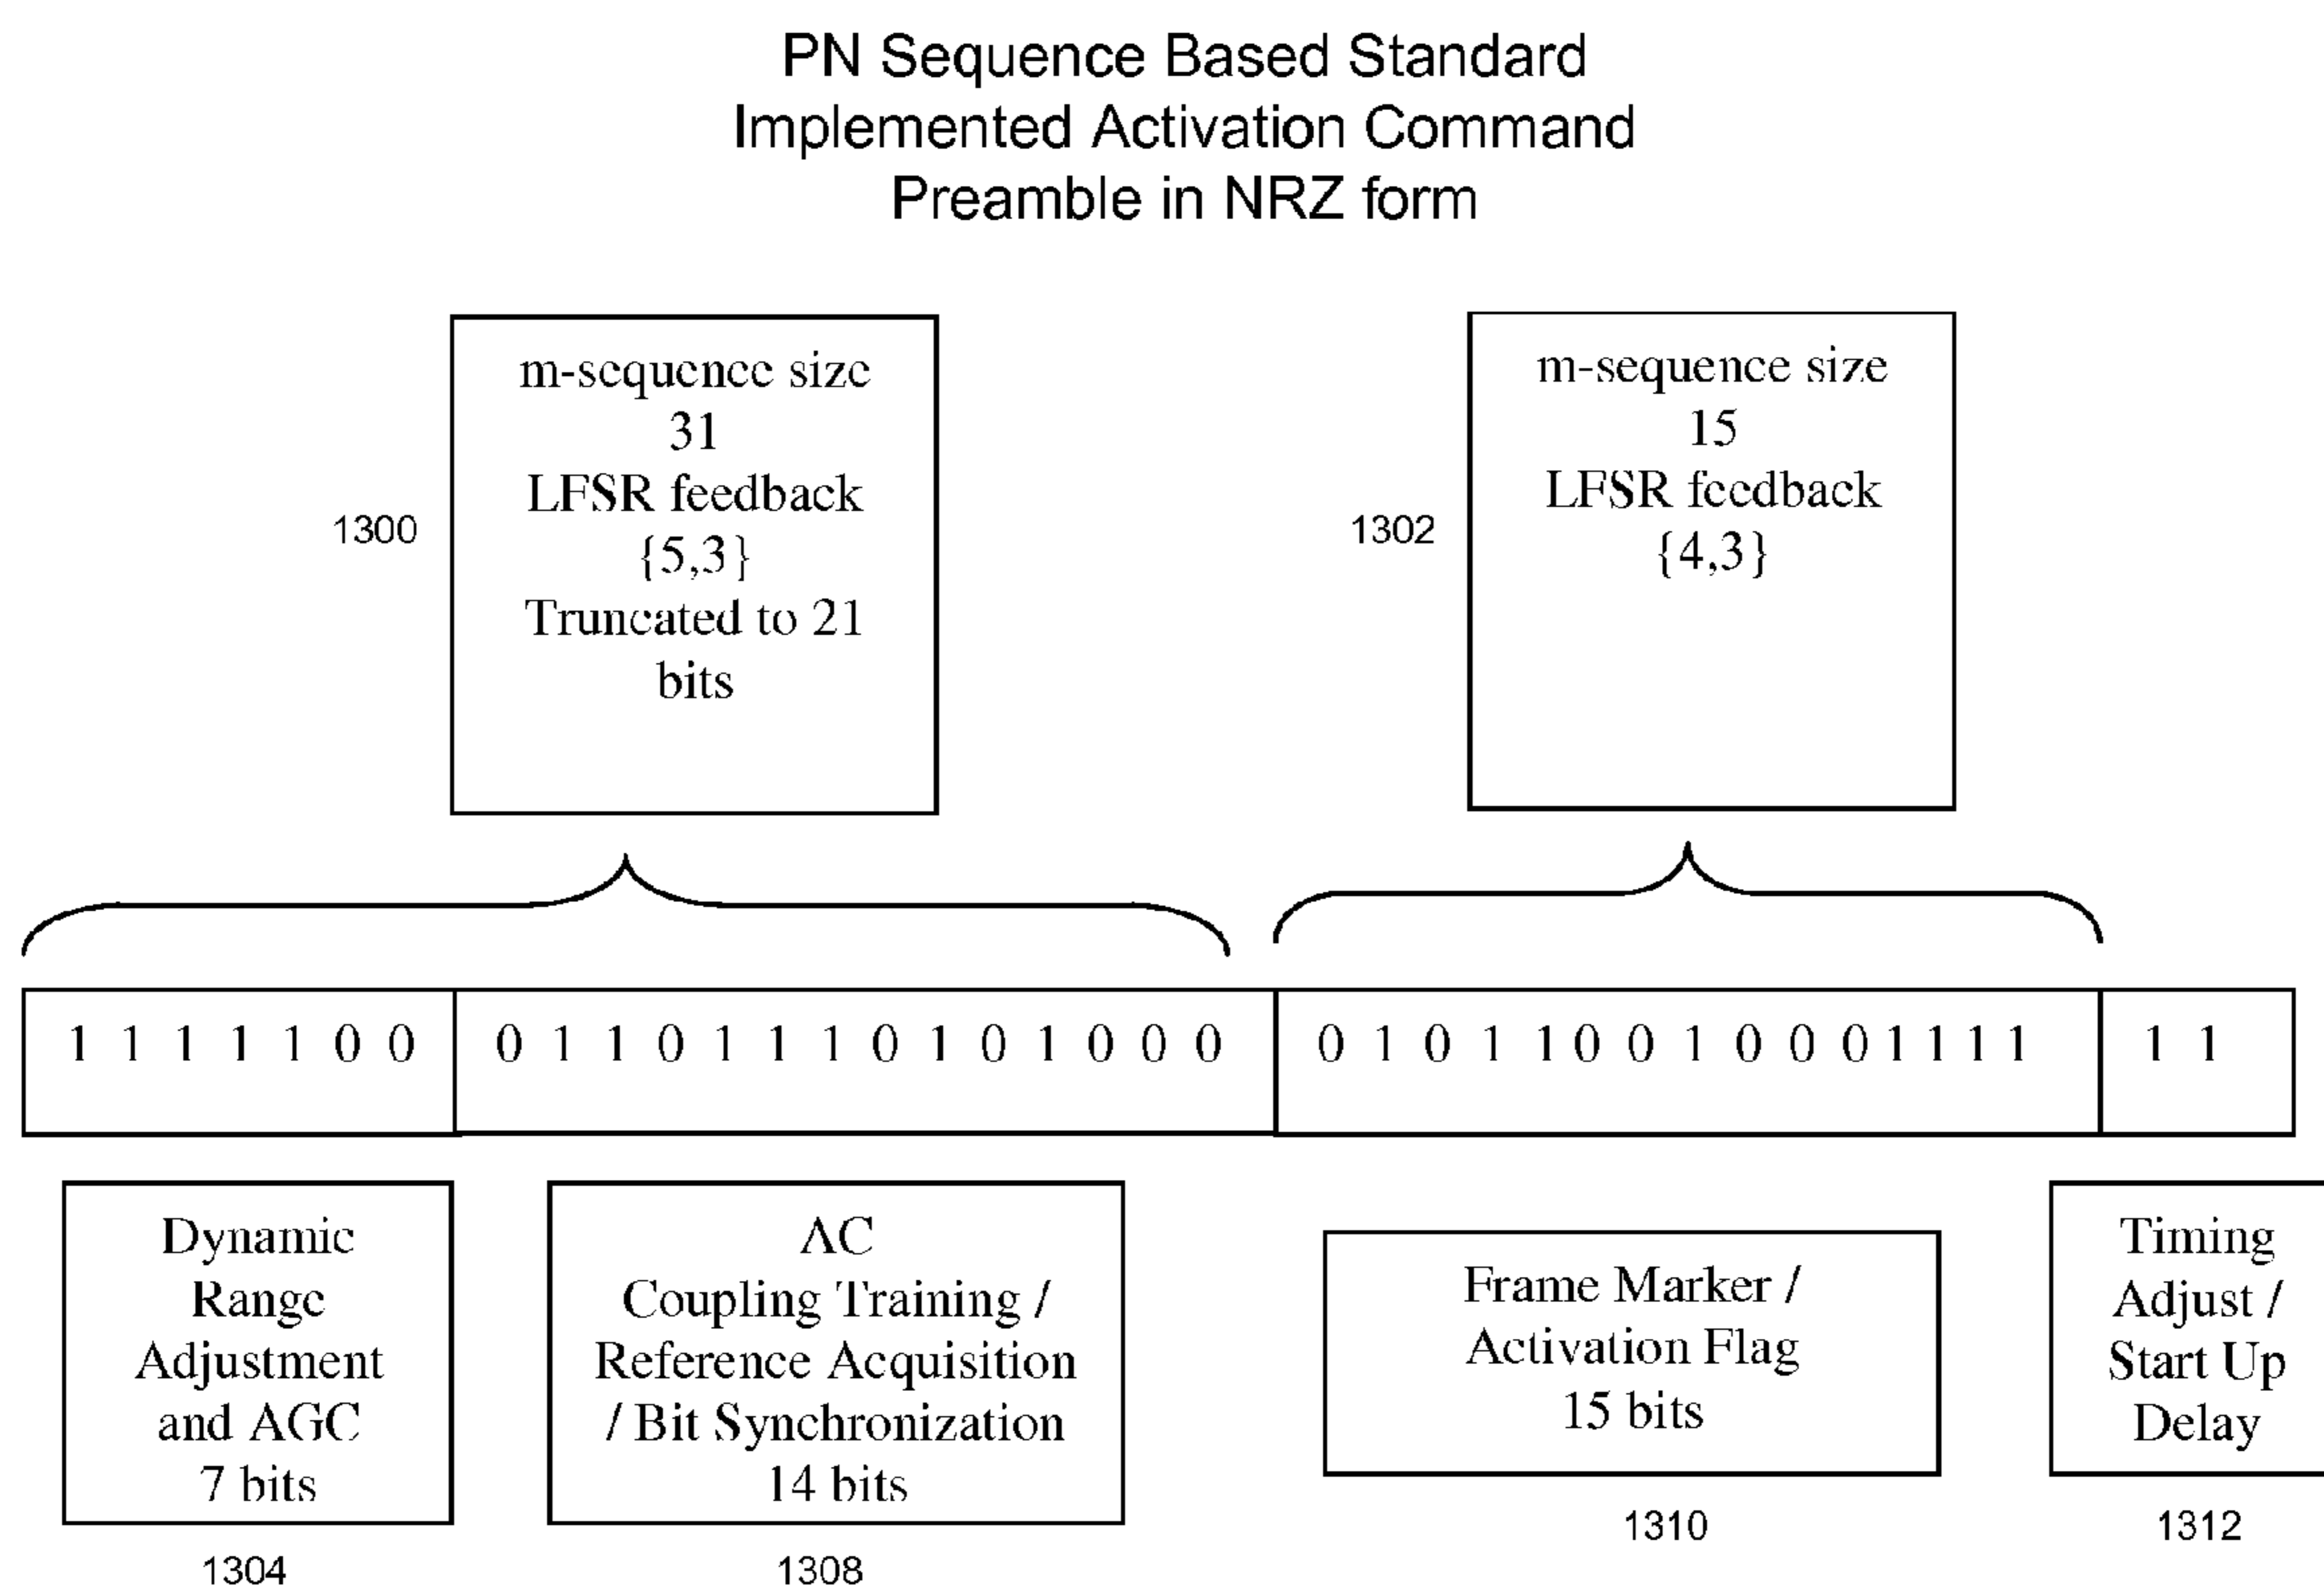 PN Sequence Based Standard
Implemented Activation Command
Preamble in NRZ form
m-sequence size
31
LFSR feedback
{5,3}
Truncated to 21
bits
1300
m-sequence size
15
LFSR feedback
{4,3}
1302
1 1 1 1 1 0 0 0 1 1 0 1 1 1 0 1 0 1 0 0 0 0 1 0 1 1 0 0 1 0 0 0 1 1 1 1 1 1
Dynamic
Range
Adjustment
and AGC
7 bits
1304
AC
Coupling Training /
Reference Acquisition
/ Bit Synchronization
14 bits
1308
Frame Marker /
Activation Flag
15 bits
1310
Timing
Adjust /
Start Up
Delay
1312